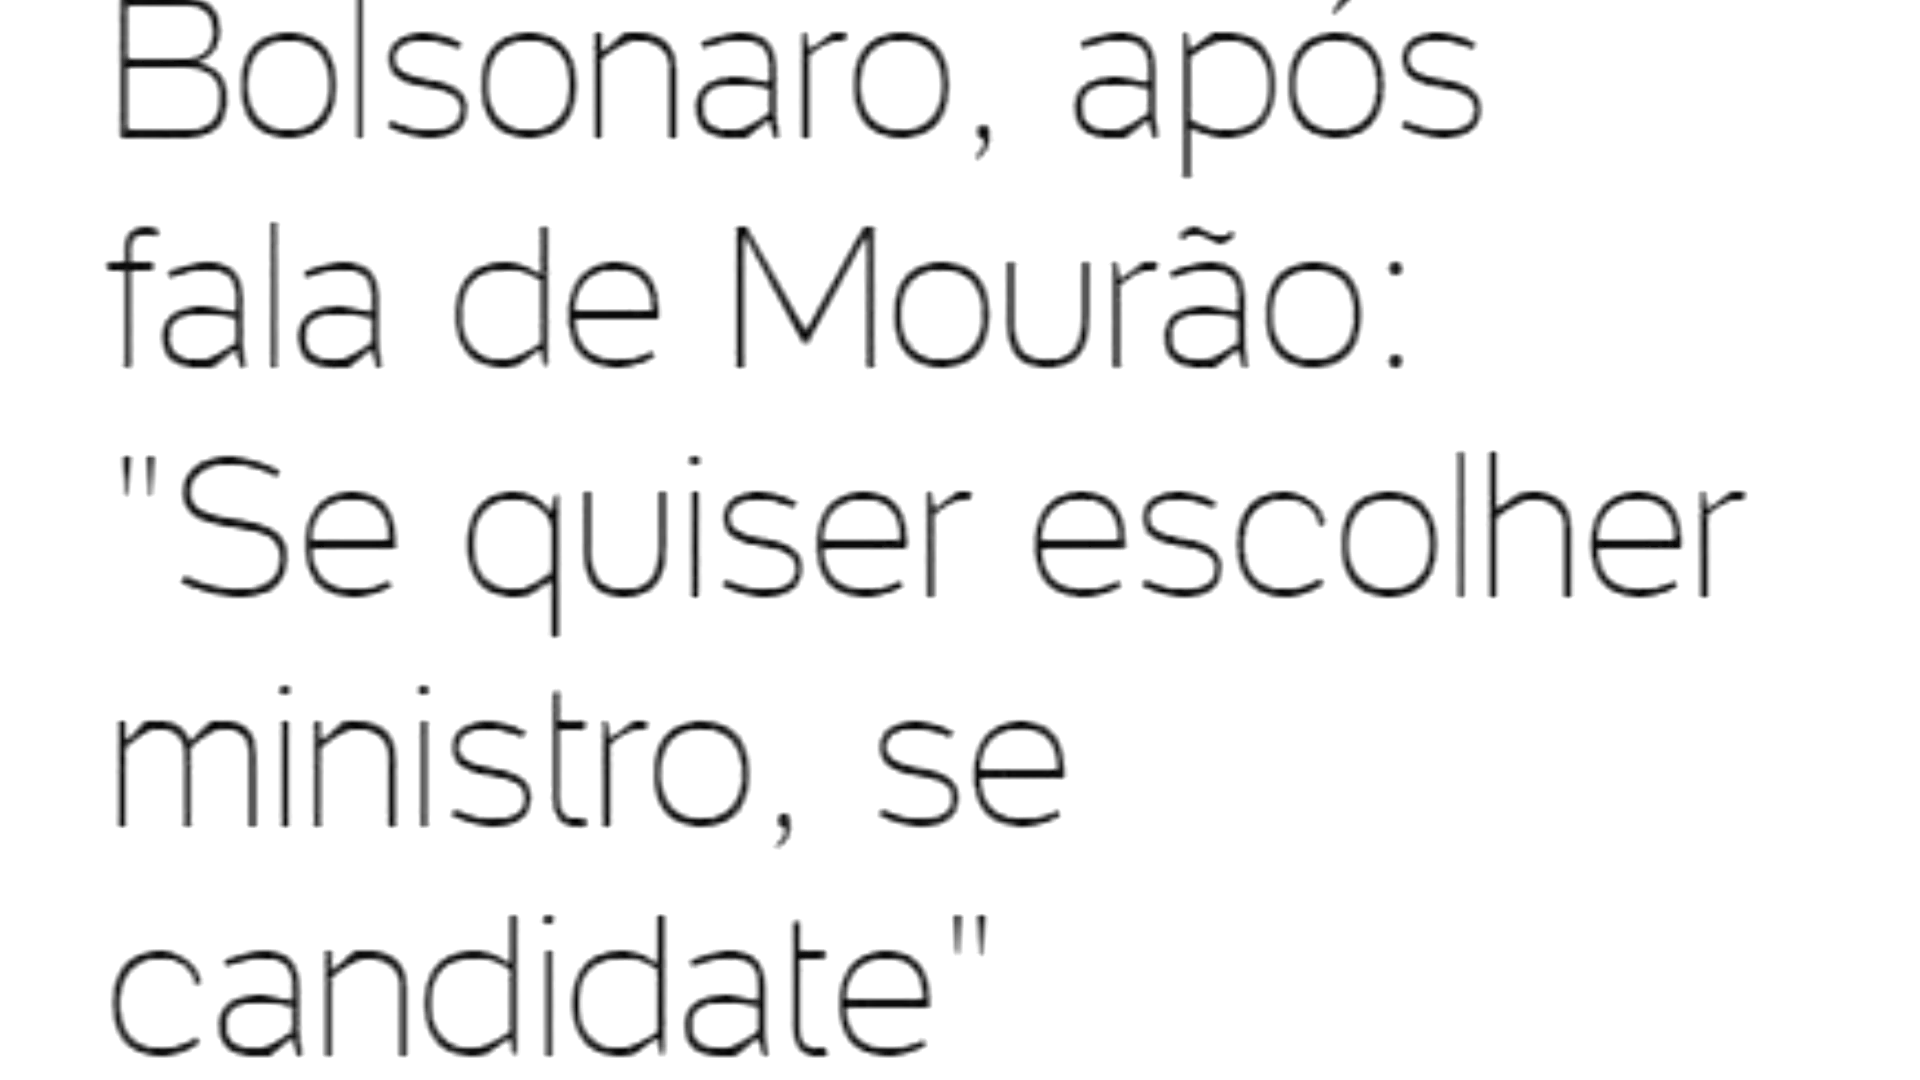 Bolsonaro, após
fala de Mourão:
"Se quiser escolher
ministro, se
candidate"